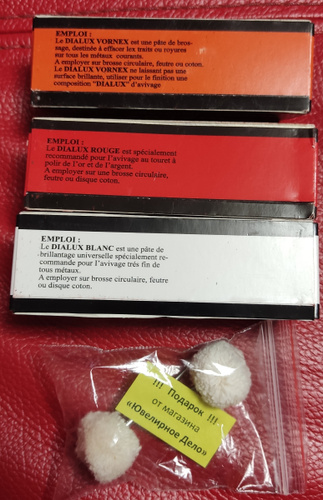 EMPLOI :
Le DIALUX VORNEX est une pâte de bros-
sage, destinée à effacer les traits ou rayures
sur tous les métaux courants.
A employer sur brosse circulaire, feutre ou coton.
Le DIALUX VORNEX ne laissant pas une
surface brillante, utiliser pour le finition une
composition "DIALUX" d'avivage
EMPLOI :
Le DIALUX ROUGE est spécialement
recommandé pour l'avivage au touret à
polir de l'or et de l'argent.
A employer sur une brosse circulaire,
feutre ou disque coton.
EMPLOI :
Le DIALUX BLANC est une pâte de
brillantage universelle spécialement re-
commandée pour l'avivage trés fin de
tous métaux.
A employer sur brosse circulaire, feutre
ou disque coton.
!!! Подарок !!!
от магазина
«Ювелирное Дело»